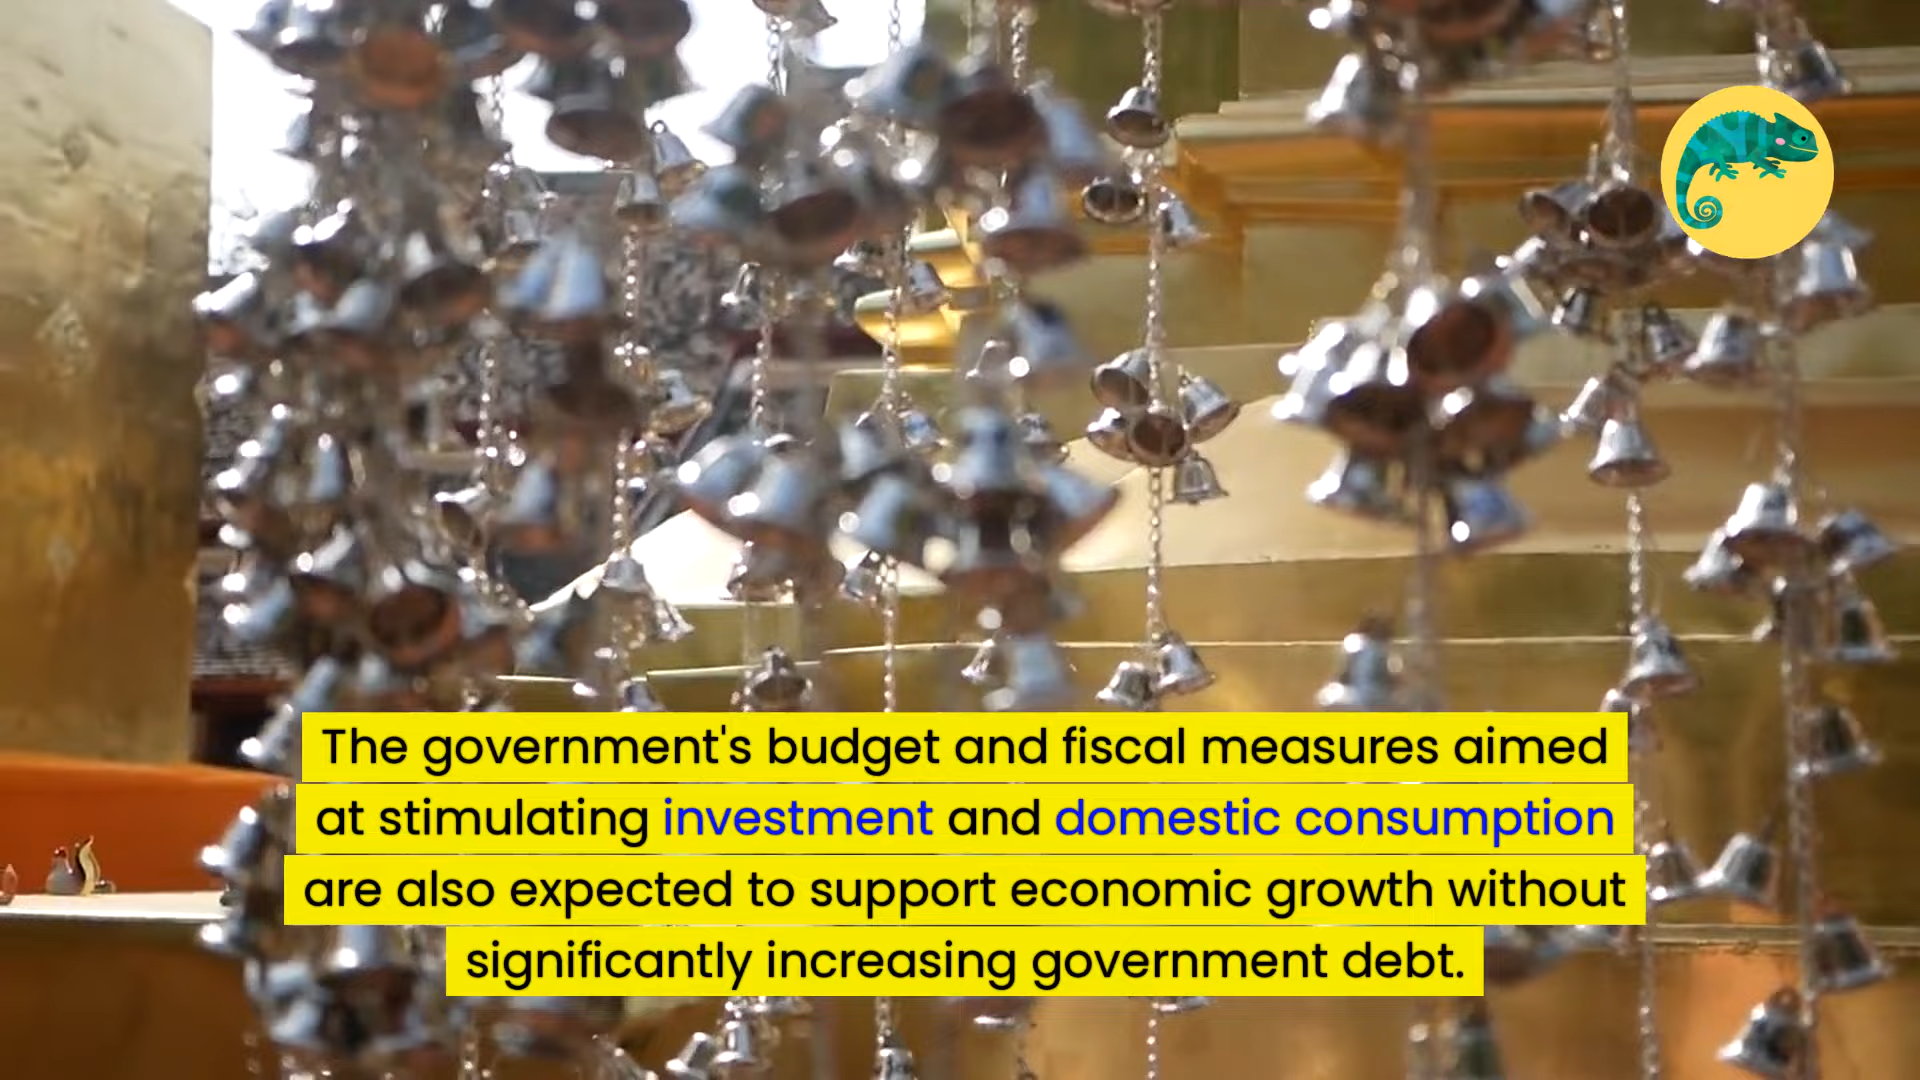 The government's budget and fiscal measures aimed
at stimulating investment and domestic consumption
are also expected to support economic growth without
significantly increasing government debt.